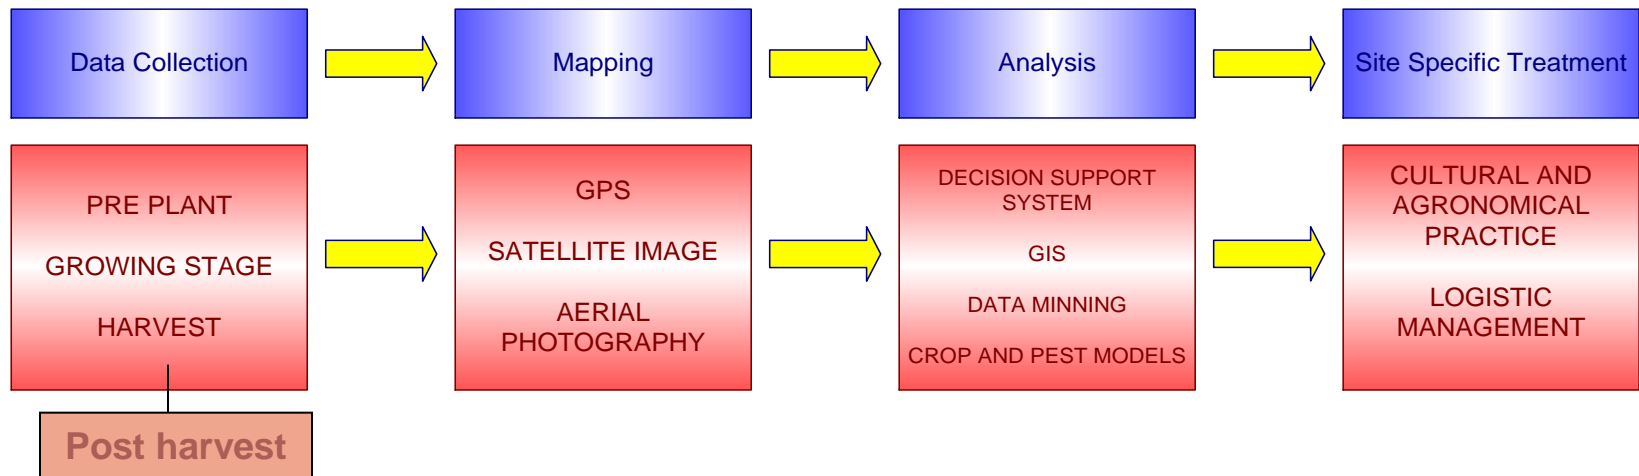 Data Collection
Mapping
Analysis
Site Specific Treatment
PRE PLANT
GROWING STAGE
HARVEST
Post harvest
GPS
SATELLITE IMAGE
AERIAL
PHOTOGRAPHY
DECISION SUPPORT
SYSTEM
GIS
DATA MINNING
CROP AND PEST MODELS
CULTURAL AND
AGRONOMICAL
PRACTICE
LOGISTIC
MANAGEMENT